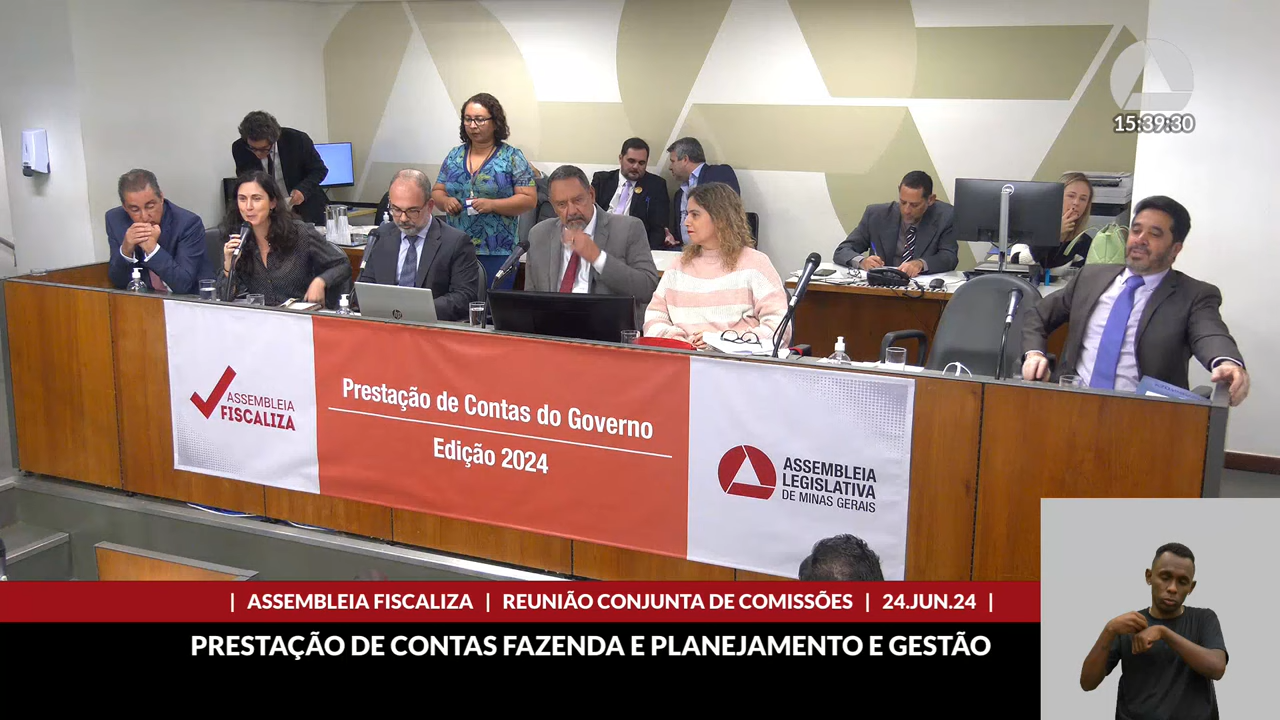 15:39:30
ASSEMBLEIA
FISCALIZA
Prestação de Contas do Governo
Edição 2024
ASSEMBLEIA
LEGISLATIVA
DE MINAS GERAIS
| ASSEMBLEIA FISCALIZA | REUNIÃO CONJUNTA DE COMISSÕES | 24.JUN.24 |
PRESTAÇÃO DE CONTAS FAZENDA E PLANEJAMENTO E GESTÃO